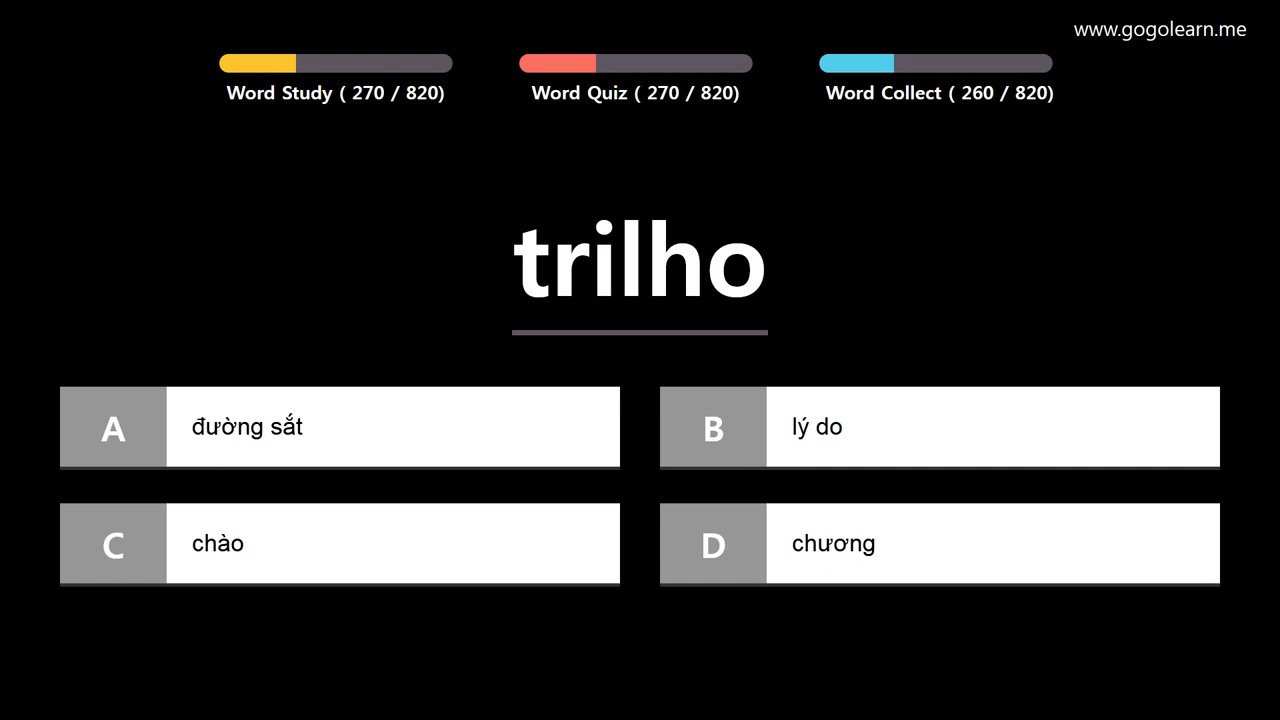 www.gogolearn.me
Word Study ( 270 / 820)
Word Quiz ( 270 / 820)
Word Collect ( 260 / 820)
trilho
A
đường sắt
B
lý do
C
chào
D
chương